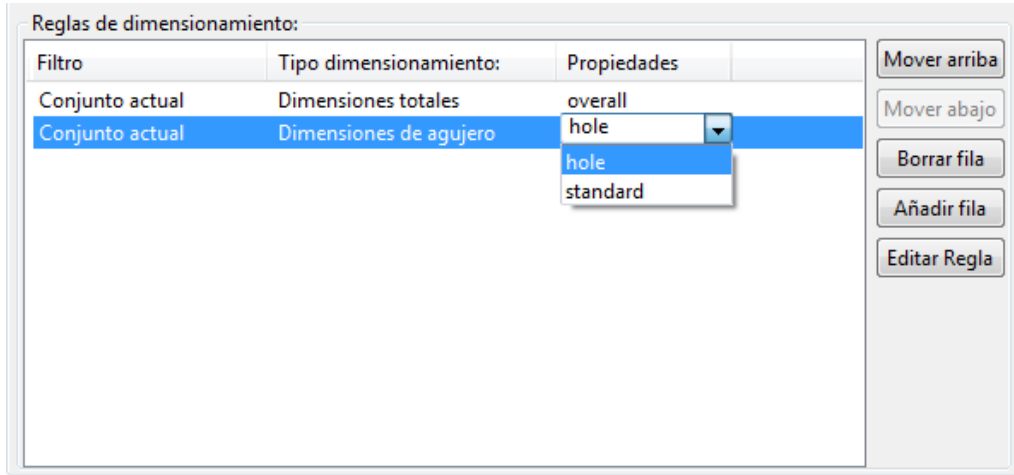 Reglas de dimensionamiento:
Filtro Tipo dimensionamiento: Propiedades
Conjunto actual Dimensiones totales overall
Conjunto actual Dimensiones de agujero hole
hole
standard
Mover arriba
Mover abajo
Borrar fila
Añadir fila
Editar Regla